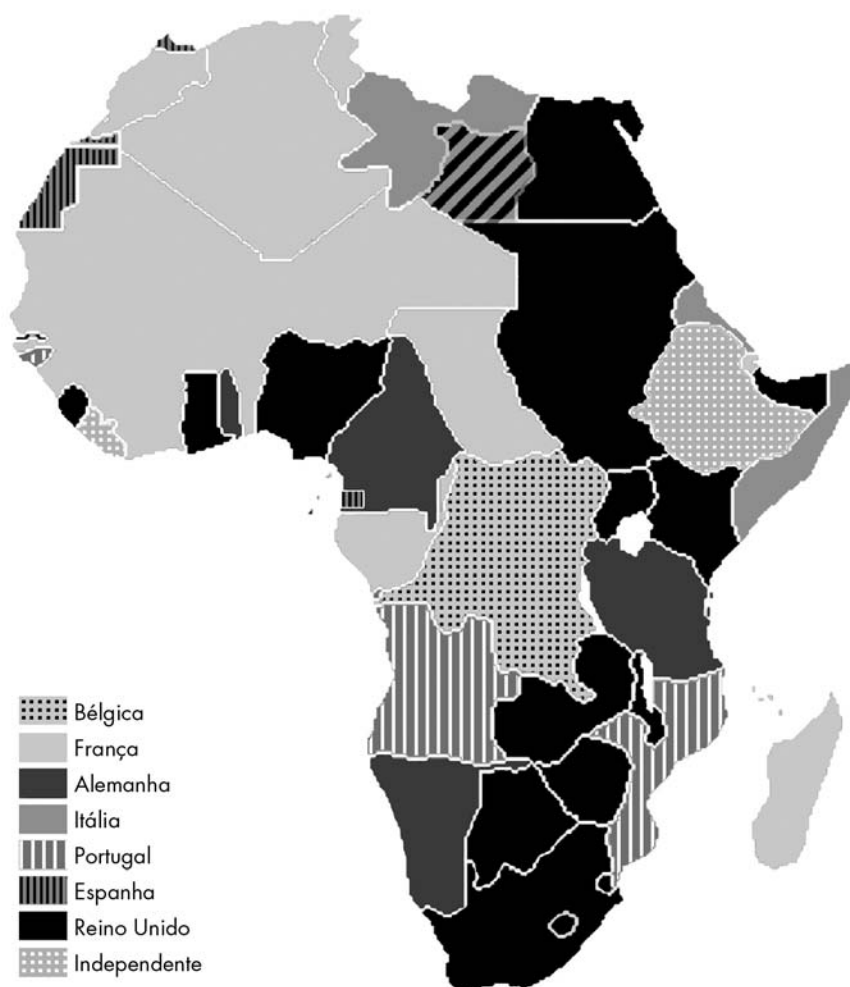 Bélgica
França
Alemanha
Itália
Portugal
Espanha
Reino Unido
Independente